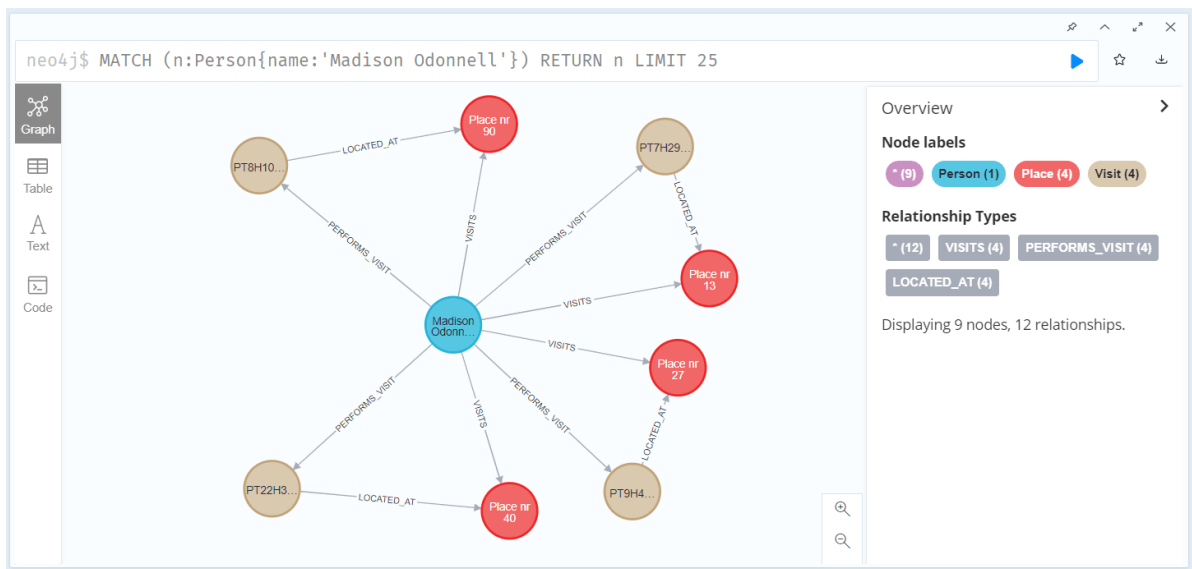 neo4j$ MATCH (n:Person{name:'Madison Odonnell'}) RETURN n LIMIT 25
Graph
Table
Text
Code
Place nr
90
PT8H10...
LOCATED_AT
PERFORMS_VISIT
VISITS
PT7H29...
PERFORMS_VISIT
LOCATED_AT
Place nr
13
VISITS
Madison
Odonn...
VISITS
Place nr
27
PERFORMS_VISIT
VISITS
PERFORMS_VISIT
LOCATED_AT
PT22H3...
LOCATED_AT
Place nr
40
PT9H4...
Overview
Node labels
* (9) Person (1) Place (4) Visit (4)
Relationship Types
* (12) VISITS (4) PERFORMS_VISIT (4)
LOCATED_AT (4)
Displaying 9 nodes, 12 relationships.